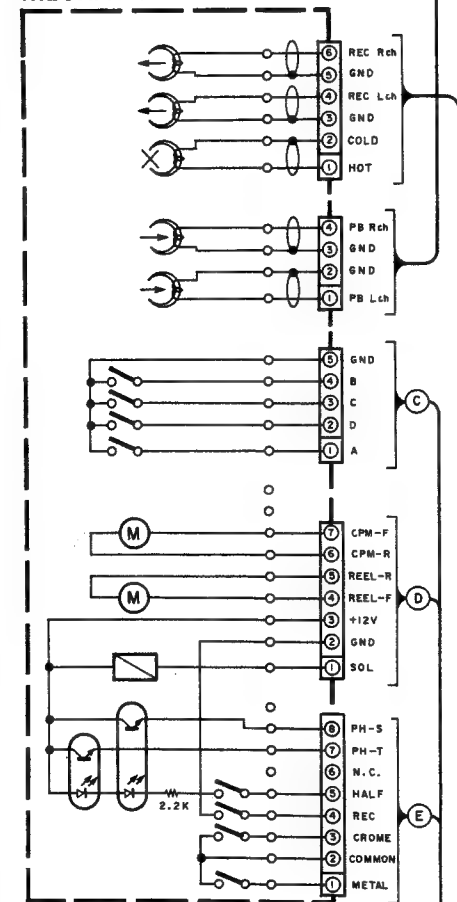 6 REC Rch
5 GND
4 REC Lch
3 GND
2 COLD
1 HOT
4 PB Rch
3 GND
2 GND
1 PB Lch
5 GND
4 B
3 C
2 D
1 A
C
M
7 CPM-F
6 CPM-R
5 REEL-R
M
4 REEL-F
D
3 +12V
2 GND
1 SOL
8 PH-S
7 PH-T
6 N.C.
5 HALF
2.2K
4 REC
E
3 CROME
2 COMMON
1 METAL